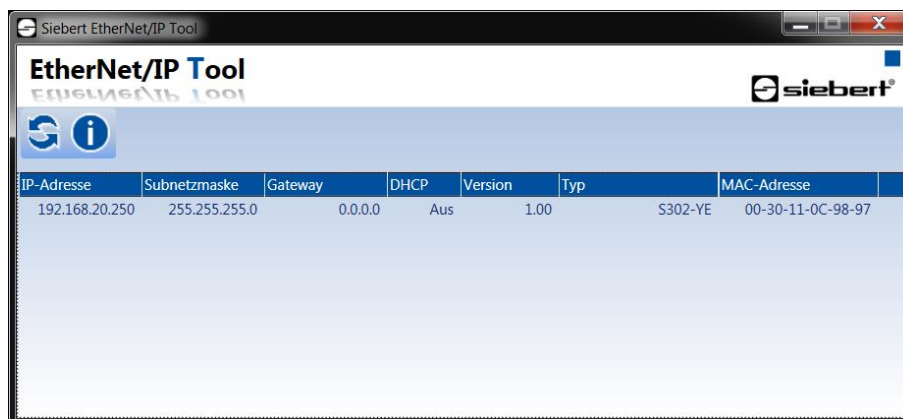 Siebert EtherNet/IP Tool
EtherNet/IP Tool
siebert®
IP-Adresse Subnetzmaske Gateway DHCP Version Typ MAC-Adresse
192.168.20.250 255.255.255.0 0.0.0.0 Aus 1.00 S302-YE 00-30-11-0C-98-97